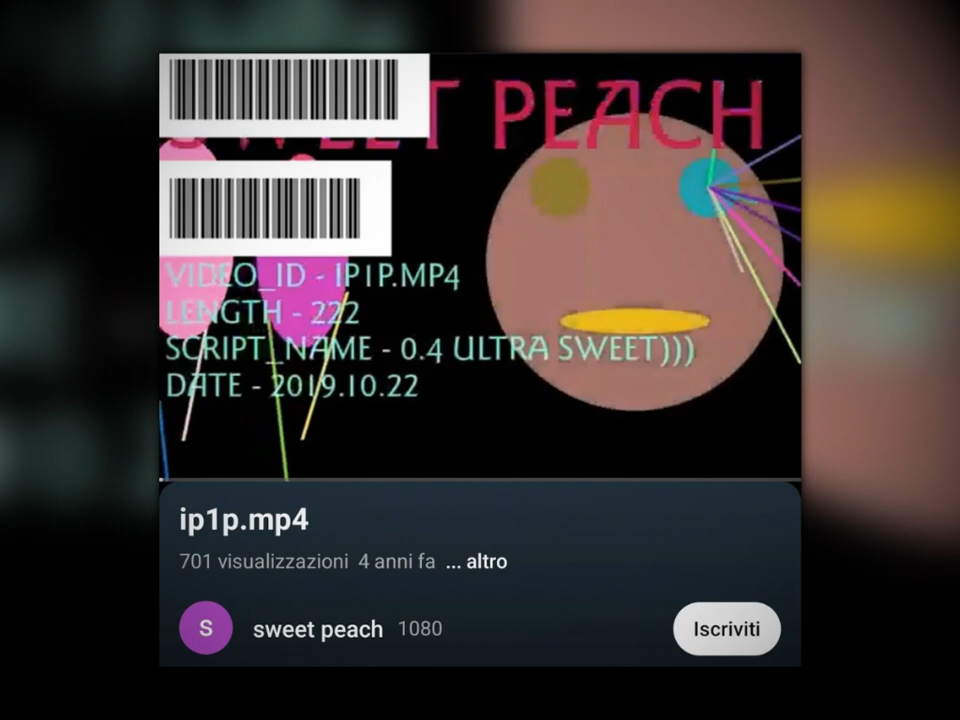 SWEET PEACH
VIDEO_ID - IP1P.MP4
LENGTH - 222
SCRIPT_NAME - 0.4 ULTRA SWEET)))
DATE - 2019.10.22
ip1p.mp4
701 visualizzazioni 4 anni fa ... altro
S
sweet peach 1080
Iscriviti